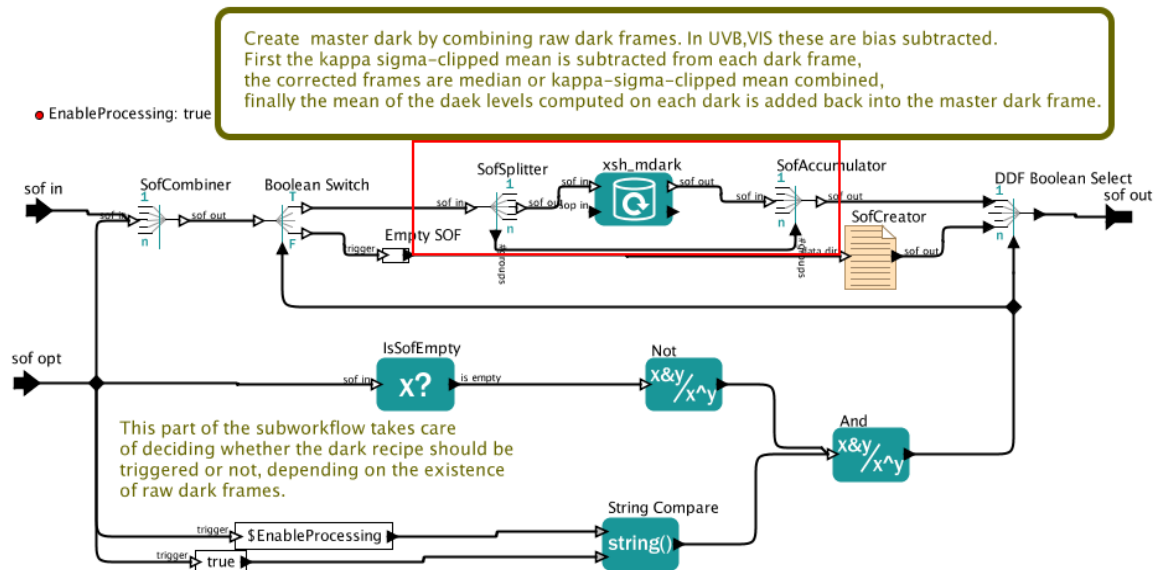 Create  master dark by combining raw dark frames. In UVB,VIS these are bias subtracted.
First the kappa sigma-clipped mean is subtracted from each dark frame,
the corrected frames are median or kappa-sigma-clipped mean combined,
finally the mean of the daek levels computed on each dark is added back into the master dark frame.
EnableProcessing: true
sof in
SofCombiner
Boolean Switch
SofSplitter
xsh_mdark
SofAccumulator
DDF Boolean Select
sof out
1
T
1
sof in
sof out
1
1
sof in
sof out
sof in
sof out
sop in
sof in
sof out
n
F
n
n
n
SofCreator
Empty SOF
trigger
#groups
#groups
data dir
sof out
sof opt
IsSofEmpty
Not
sof in
x?
is empty
x&y
/x^y
And
x&y
/x^y
This part of the subworkflow takes care
of deciding whether the dark recipe should be
triggered or not, depending on the existence
of raw dark frames.
String Compare
trigger
$EnableProcessing
string()
trigger
true